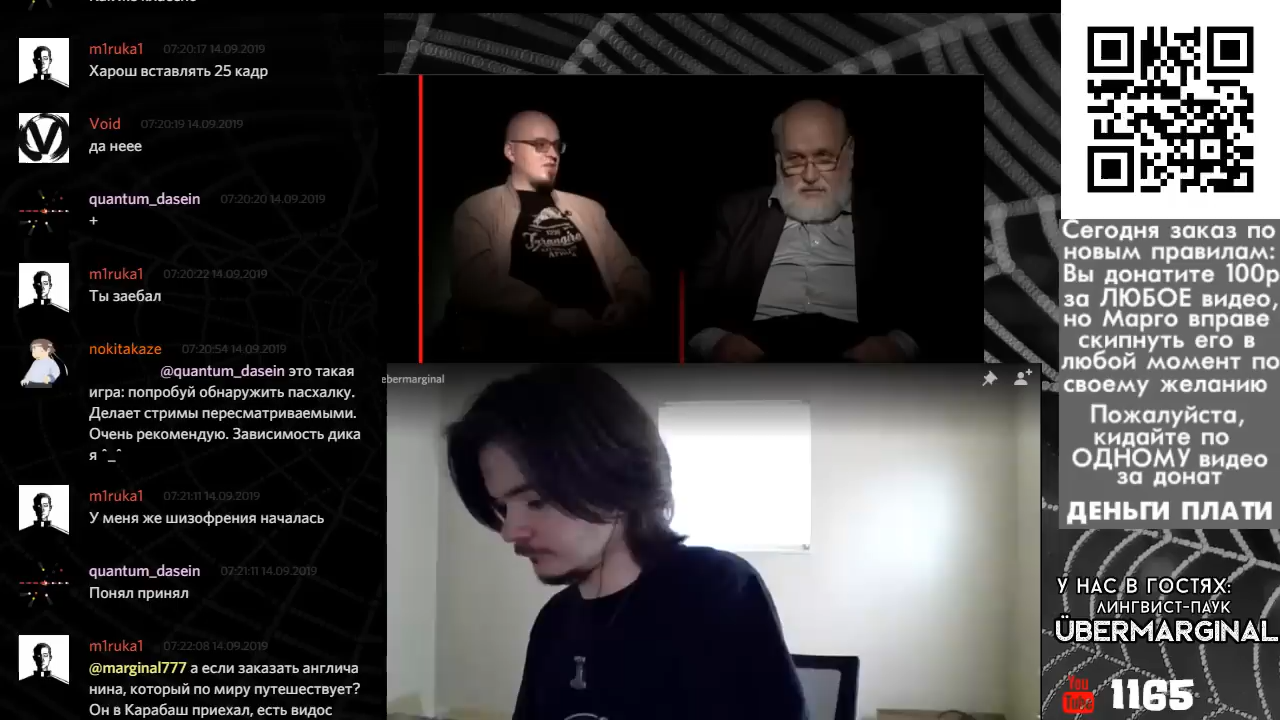 m1ruka1 07:20:17 14.09.2019
Харош вставлять 25 кадр
Void 07:20:19 14.09.2019
да неее
quantum_dasein 07:20:20 14.09.2019
+
m1ruka1 07:20:22 14.09.2019
Ты заебал
nokitakaze 07:20:54 14.09.2019
@quantum_dasein это такая
игра: попробуй обнаружить пасхалку.
Делает стримы пересматриваемыми.
Очень рекомендую. Зависимость дика
я ^_^
m1ruka1 07:21:11 14.09.2019
У меня же шизофрения началась
quantum_dasein 07:21:11 14.09.2019
Понял принял
m1ruka1 07:22:08 14.09.2019
@marginal777 а если заказать англича
нина, который по миру путешествует?
Он в Карабаш приехал, есть видос
ebermarginal
Сегодня заказ по
новым правилам:
Вы донатите 100р
за ЛЮБОЕ видео,
но Марго вправе
скипнуть его в
любой момент по
своему желанию
Пожалуйста,
кидайте по
ОДНОМУ видео
за донат
ДЕНЬГИ ПЛАТИ
У НАС В ГОСТЯХ:
ЛИНГВИСТ-ПАУК
ÜBERMARGINAL
You
Tube
1165